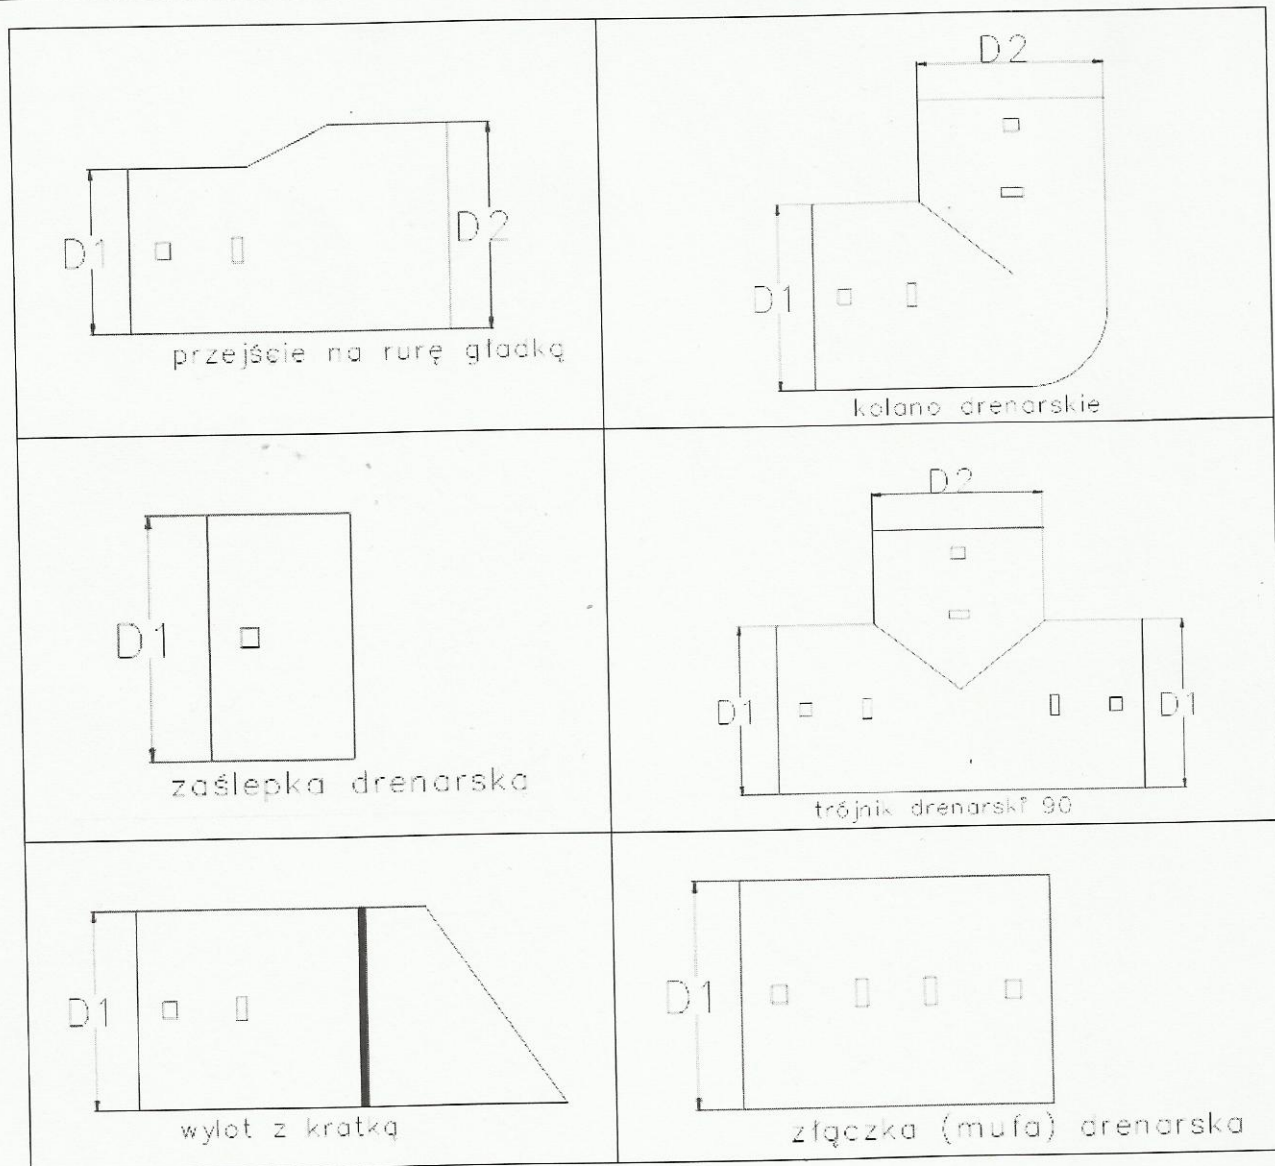 D1
D2
przejście na rurę gładką
D2
D1
kolano drenarskie
D1
zaślepka drenarska
D2
D1
D1
trójnik drenarski 90
D1
wylot z kratką
D1
złączka (mufa) drenarska